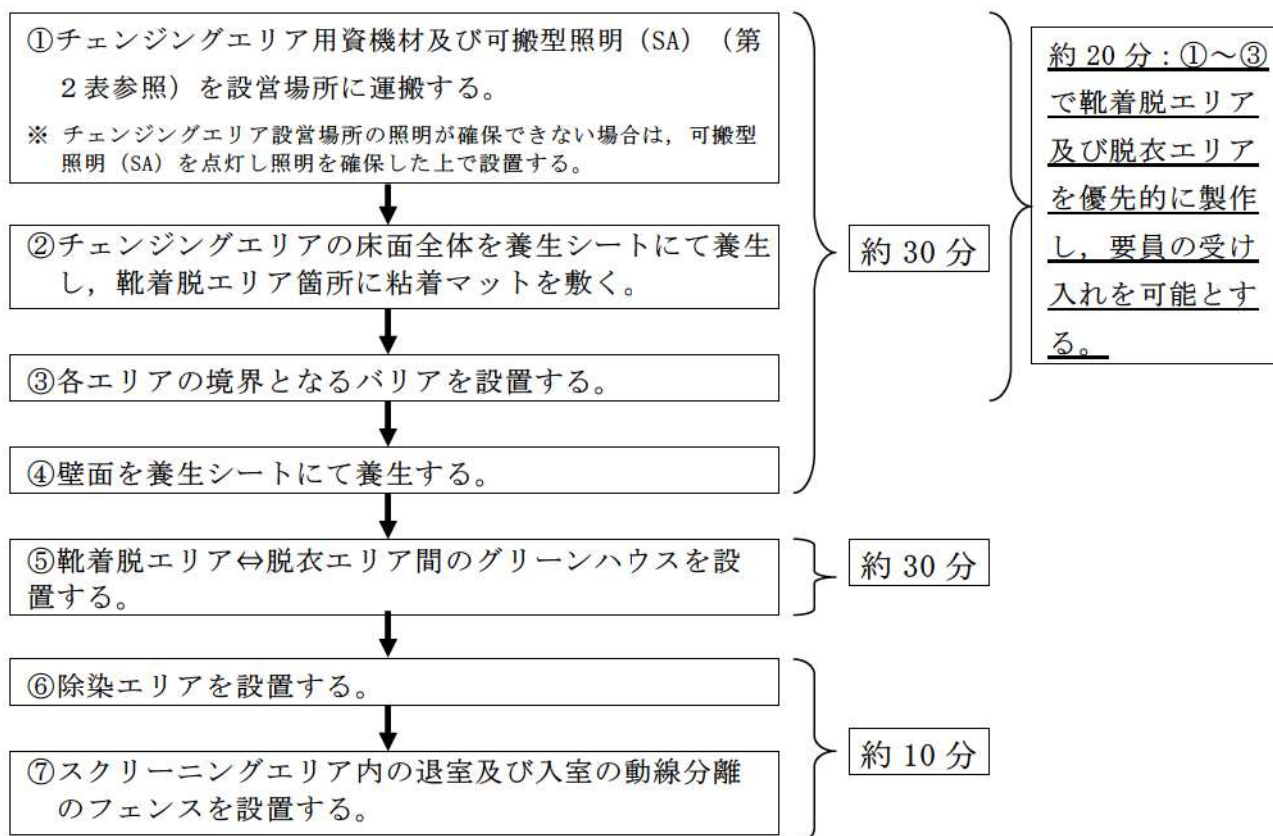 ①チェンジングエリア用資機材及び可搬型照明（SA）（第
２表参照）を設営場所に運搬する。
※ チェンジングエリア設営場所の照明が確保できない場合は，可搬型
照明（SA）を点灯し照明を確保した上で設置する。
②チェンジングエリアの床面全体を養生シートにて養生
し，靴着脱エリア箇所に粘着マットを敷く。
③各エリアの境界となるバリアを設置する。
④壁面を養生シートにて養生する。
約 30 分
約 20 分：①～③
で靴着脱エリア
及び脱衣エリア
を優先的に製作
し，要員の受け
入れを可能とす
る。
⑤靴着脱エリア⇔脱衣エリア間のグリーンハウスを設
置する。
約 30 分
⑥除染エリアを設置する。
⑦スクリーニングエリア内の退室及び入室の動線分離
のフェンスを設置する。
約 10 分